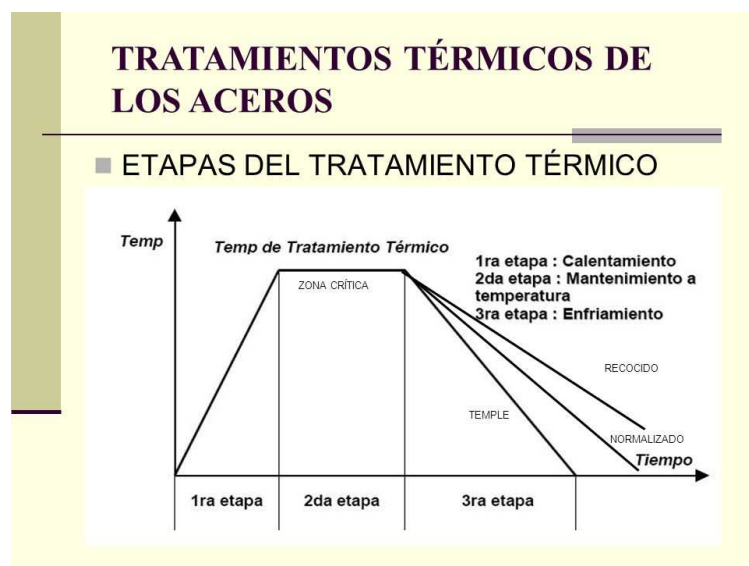 TRATAMIENTOS TÉRMICOS DE
LOS ACEROS
ETAPAS DEL TRATAMIENTO TÉRMICO
Temp
Temp de Tratamiento Térmico
ZONA CRÍTICA
1ra etapa : Calentamiento
2da etapa : Mantenimiento a
temperatura
3ra etapa : Enfriamiento
RECOCIDO
TEMPLE
NORMALIZADO
Tiempo
1ra etapa
2da etapa
3ra etapa